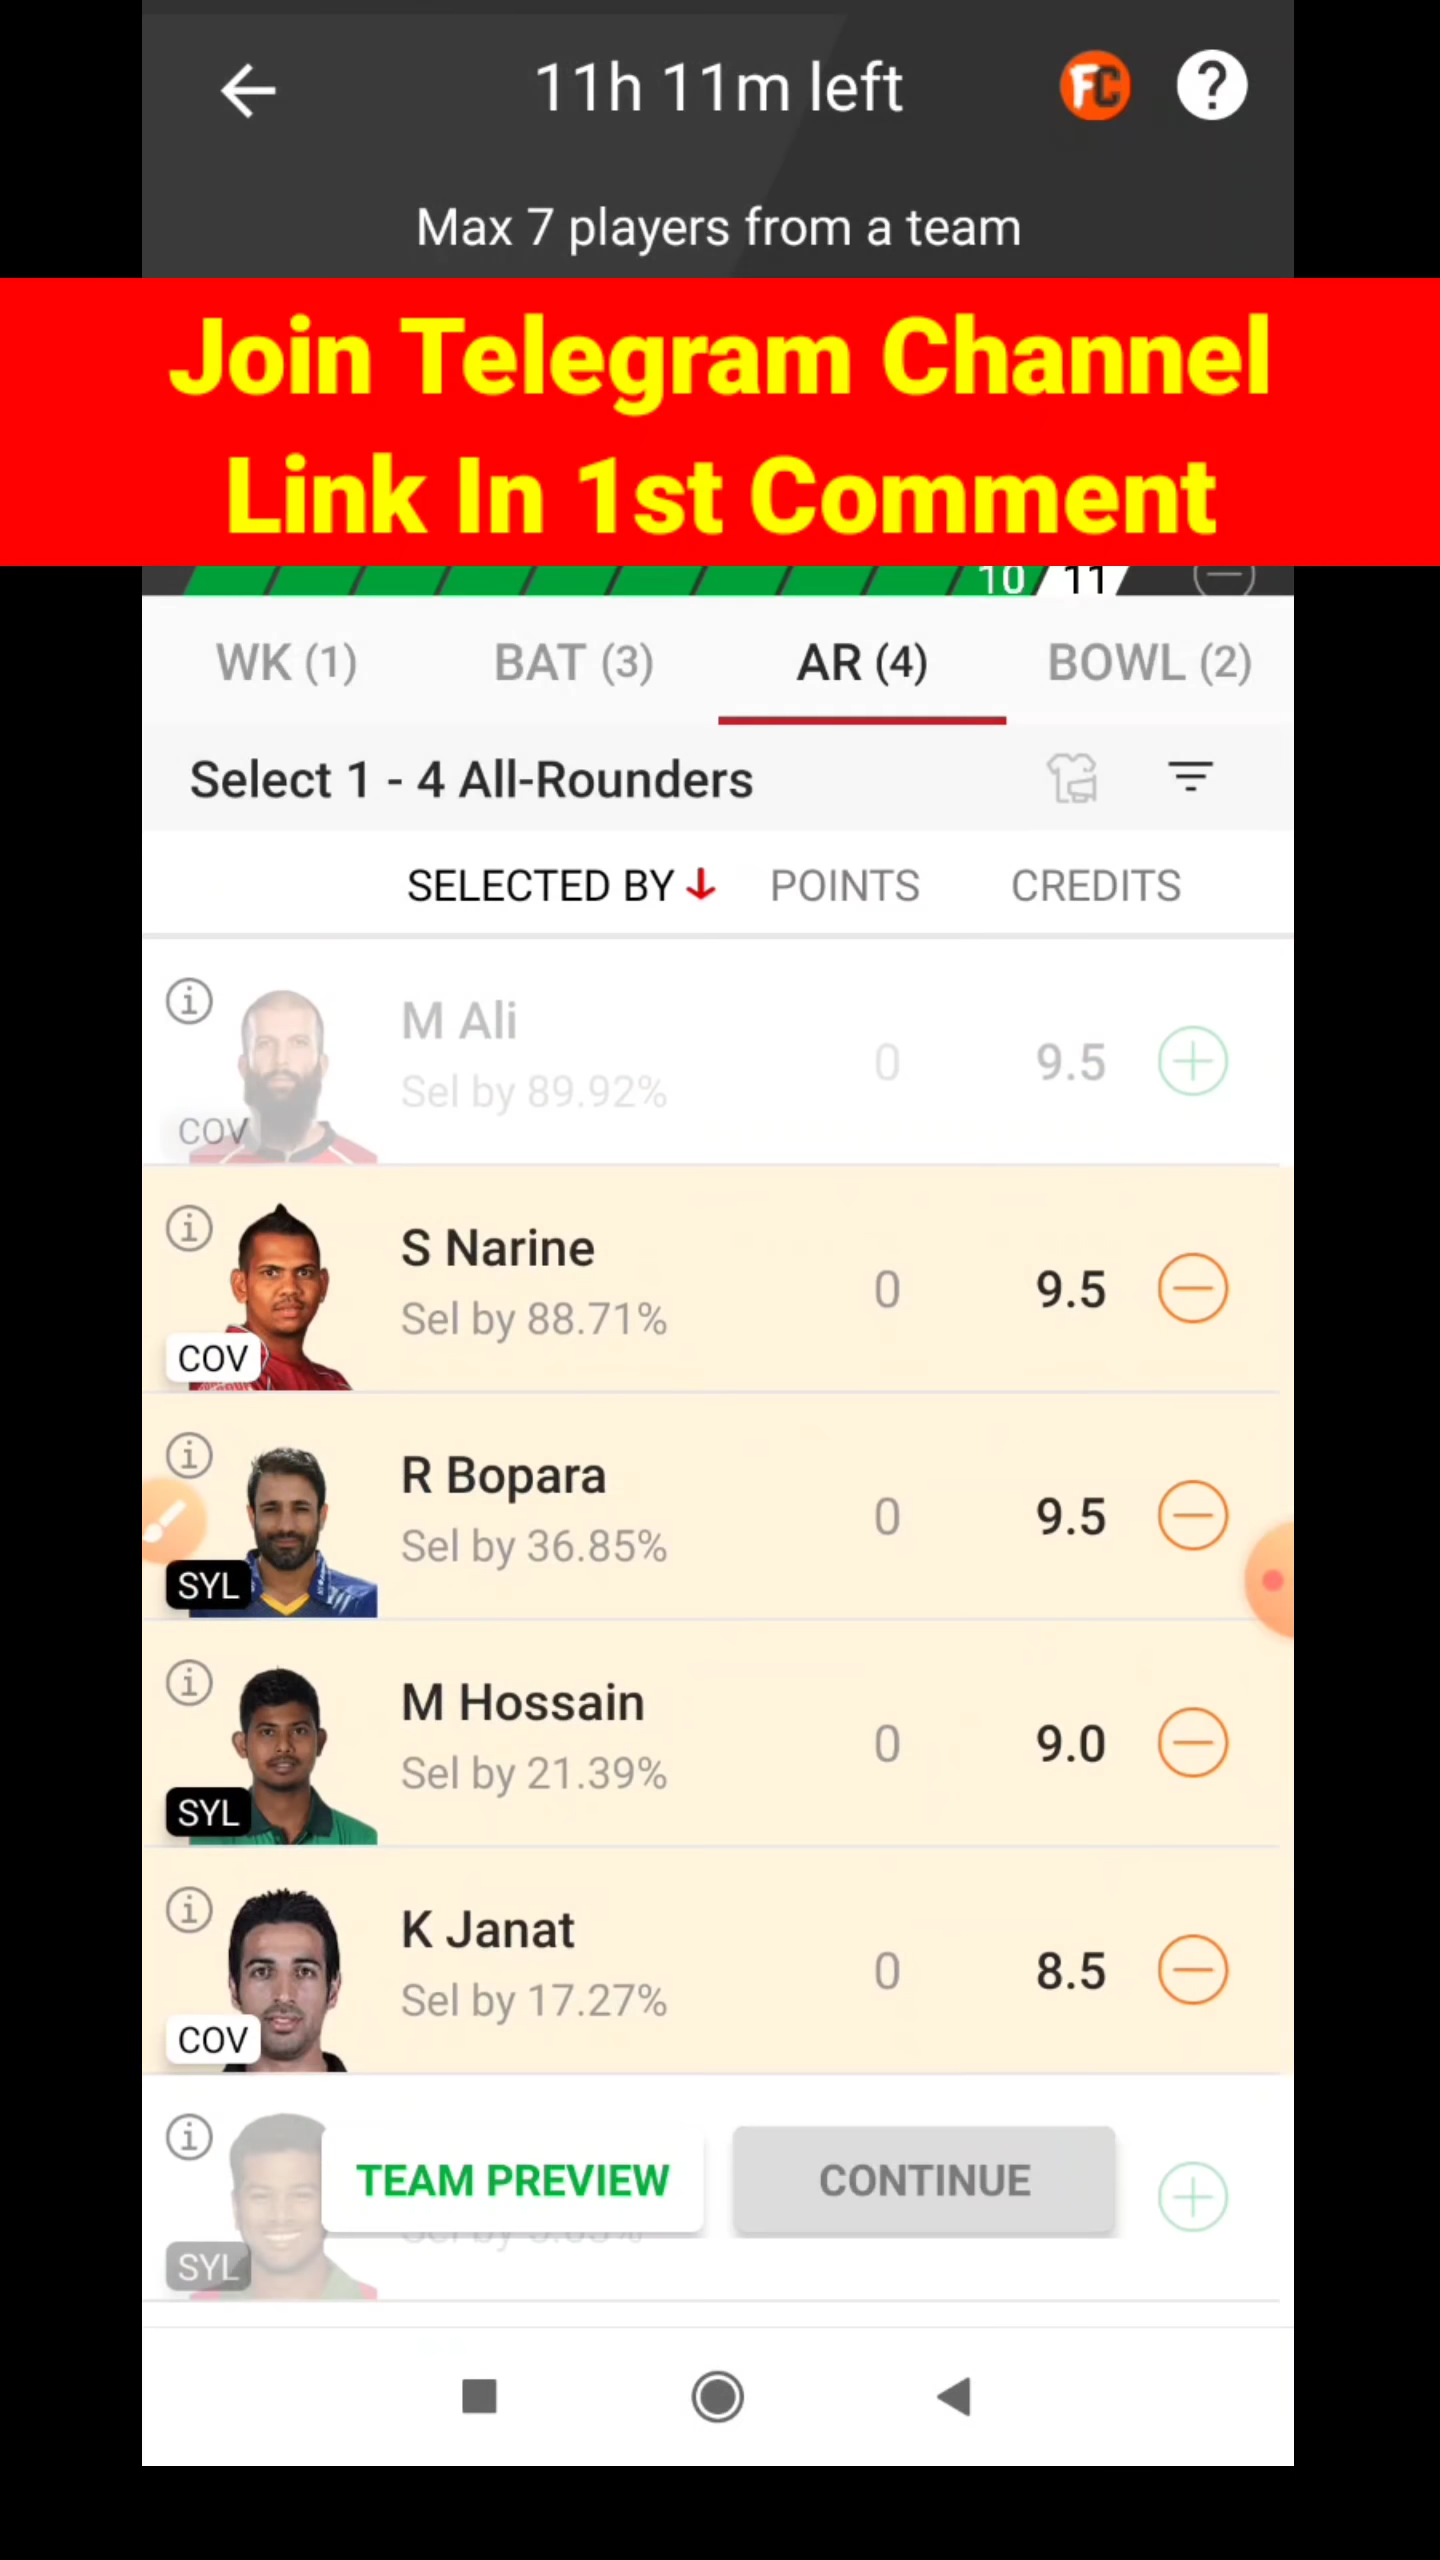 11h 11m left
FC
?
Max 7 players from a team
Join Telegram Channel
Link In 1st Comment
10 11
WK (1) BAT (3) AR (4) BOWL (2)
Select 1 - 4 All-Rounders
SELECTED BY POINTS CREDITS
M Ali
Sel by 89.92%
0 9.5
COV
S Narine
Sel by 88.71%
0 9.5
COV
R Bopara
Sel by 36.85%
0 9.5
SYL
M Hossain
Sel by 21.39%
0 9.0
SYL
K Janat
Sel by 17.27%
0 8.5
COV
TEAM PREVIEW CONTINUE
SYL